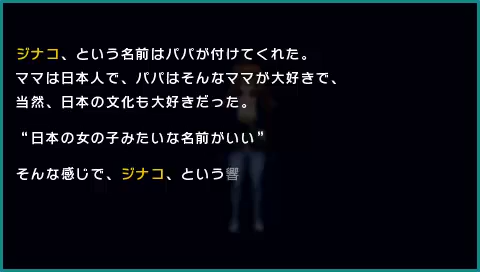 ジナコ、という名前はパパが付けてくれた。
ママは日本人で、パパはそんなママが大好きで、
当然、日本の文化も大好きだった。
“日本の女の子みたいな名前がいい”
そんな感じで、ジナコ、という響